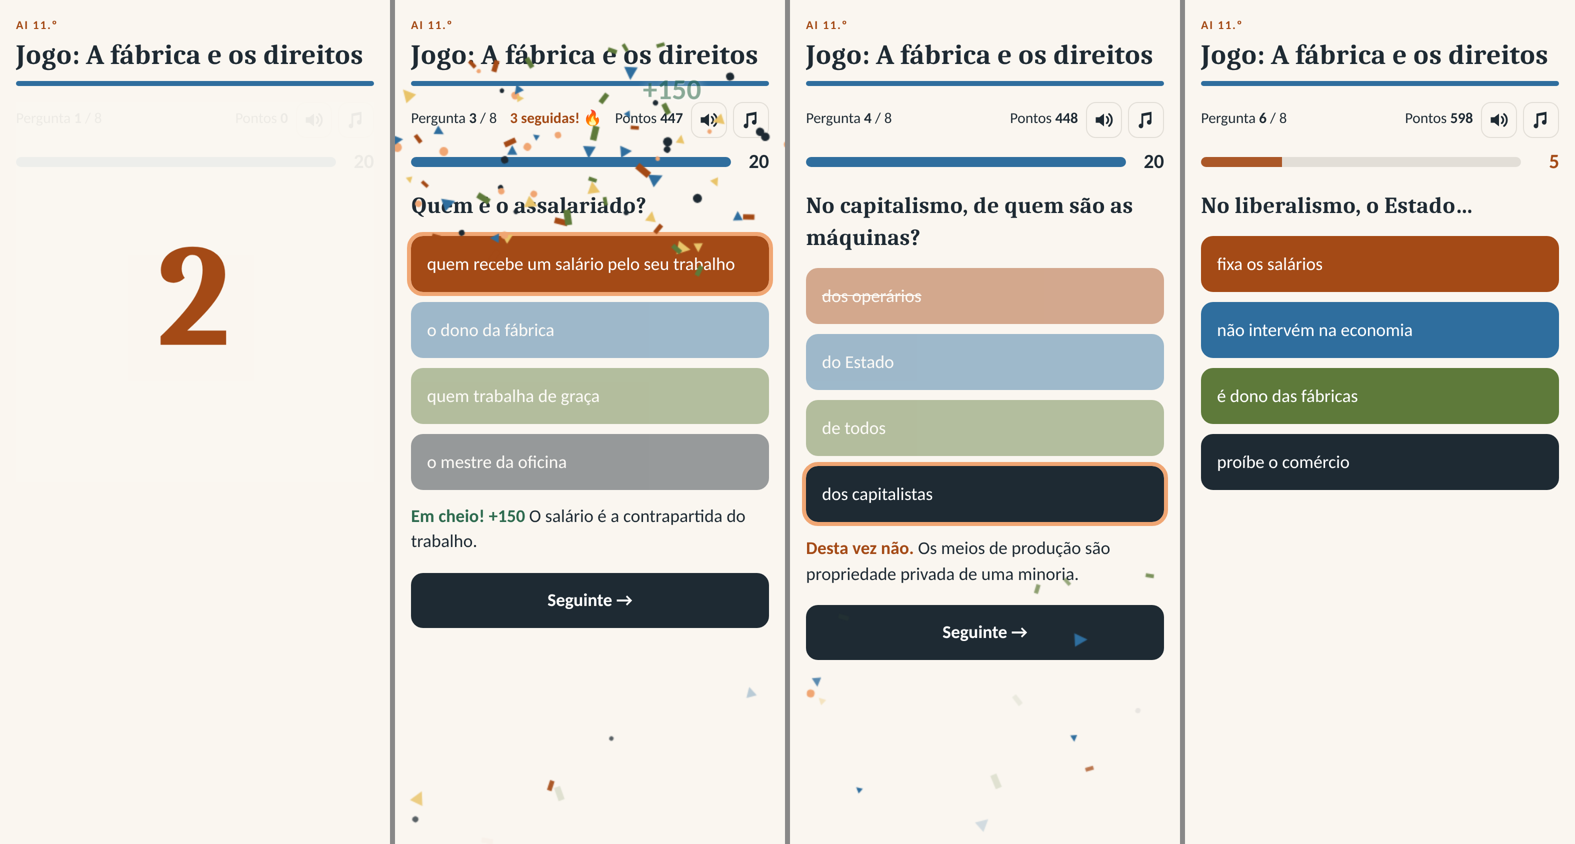 AI 11.º
Jogo: A fábrica e os direitos
Pergunta 1 / 8 Pontos 0
20
2
AI 11.º
Jogo: A fábrica e os direitos
+150
Pergunta 3 / 8 3 seguidas! 🔥 Pontos 447
20
Quem é o assalariado?
quem recebe um salário pelo seu trabalho
o dono da fábrica
quem trabalha de graça
o mestre da oficina
Em cheio! +150 O salário é a contrapartida do
trabalho.
Seguinte →
AI 11.º
Jogo: A fábrica e os direitos
Pergunta 4 / 8 Pontos 448
20
No capitalismo, de quem são as
máquinas?
dos operários
do Estado
de todos
dos capitalistas
Desta vez não. Os meios de produção são
propriedade privada de uma minoria.
Seguinte →
AI 11.º
Jogo: A fábrica e os direitos
Pergunta 6 / 8 Pontos 598
5
No liberalismo, o Estado…
fixa os salários
não intervém na economia
é dono das fábricas
proíbe o comércio